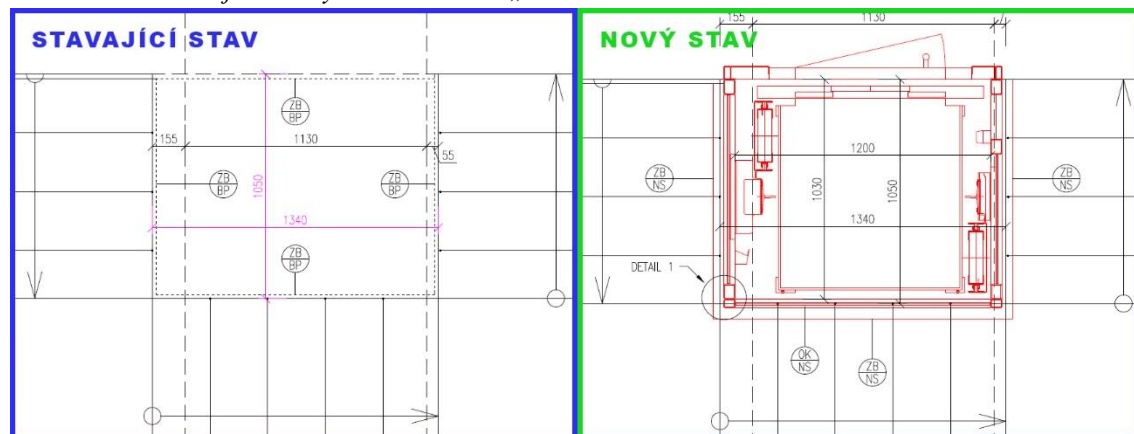 STAVAJÍCÍ STAV
ZB
BP
155
1130
55
ZB
BP
ZB
BP
1050
1340
ZB
BP
NOVÝ STAV
155
1130
1200
ZB
NS
ZB
NS
1030
1050
1340
DETAIL 1
OK
NS
ZB
NS